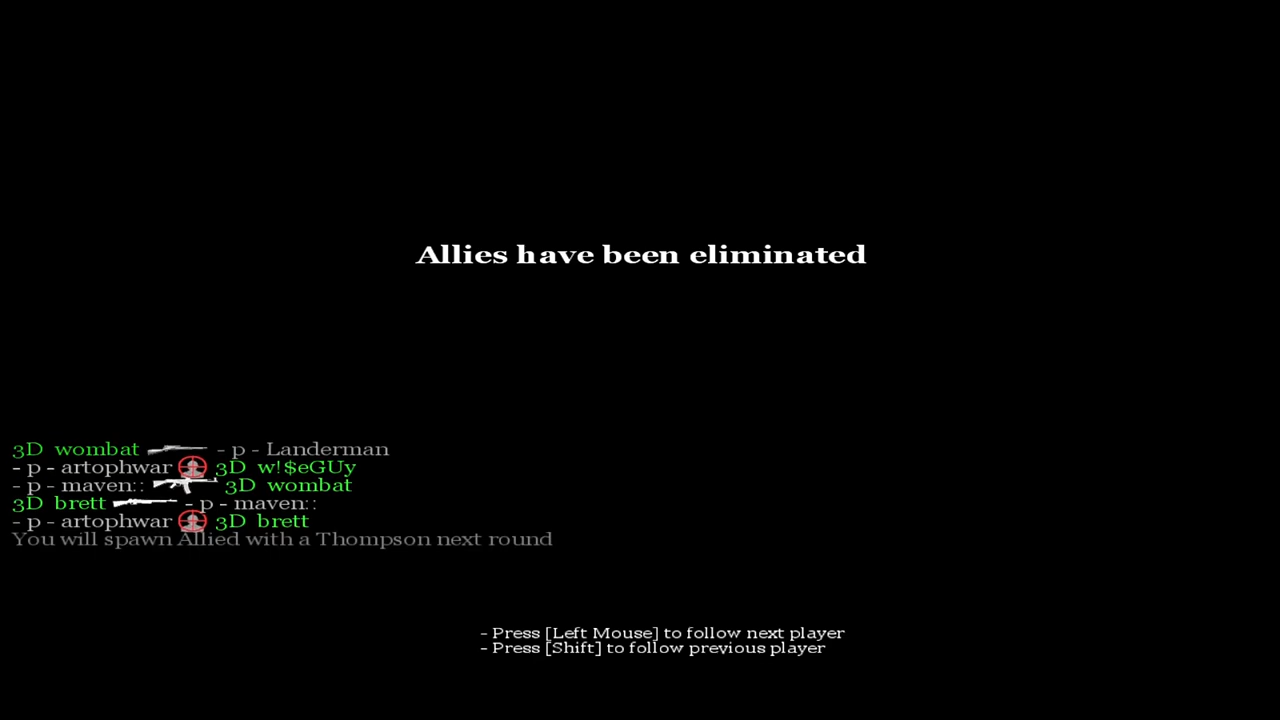 Allies have been eliminated
3D wombat - p - Landerman
- p - artophwar 3D w!$eGUy
- p - maven:: 3D wombat
3D brett - p - maven::
- p - artophwar 3D brett
You will spawn Allied with a Thompson next round
- Press [Left Mouse] to follow next player
- Press [Shift] to follow previous player